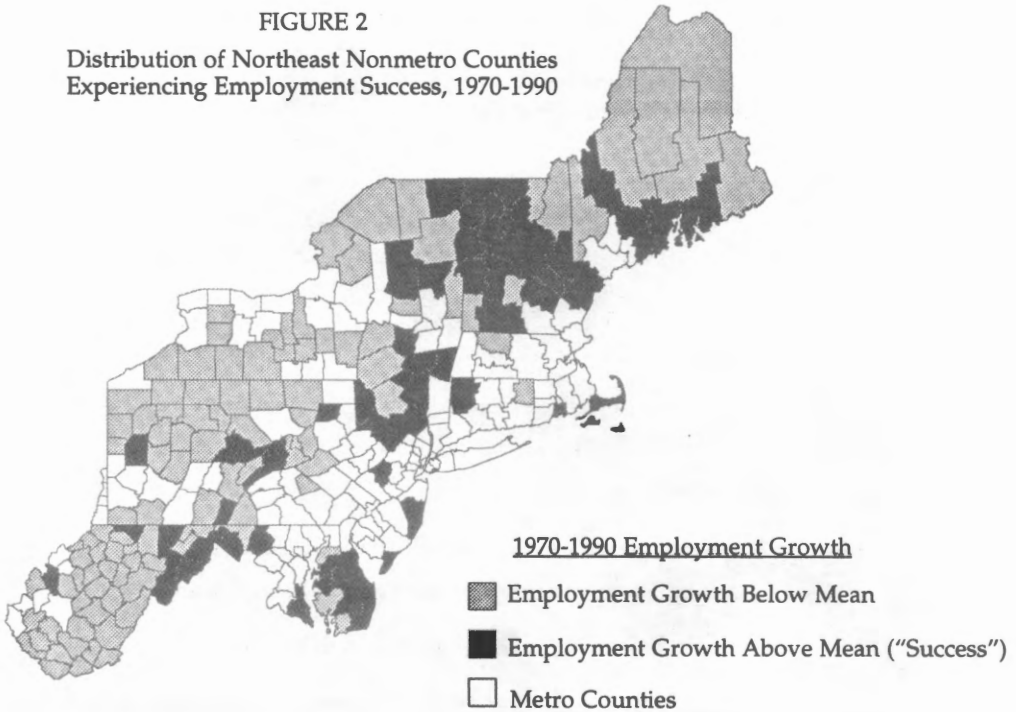 FIGURE 2
Distribution of Northeast Nonmetro Counties
Experiencing Employment Success, 1970-1990
1970-1990 Employment Growth
Employment Growth Below Mean
Employment Growth Above Mean ("Success")
Metro Counties